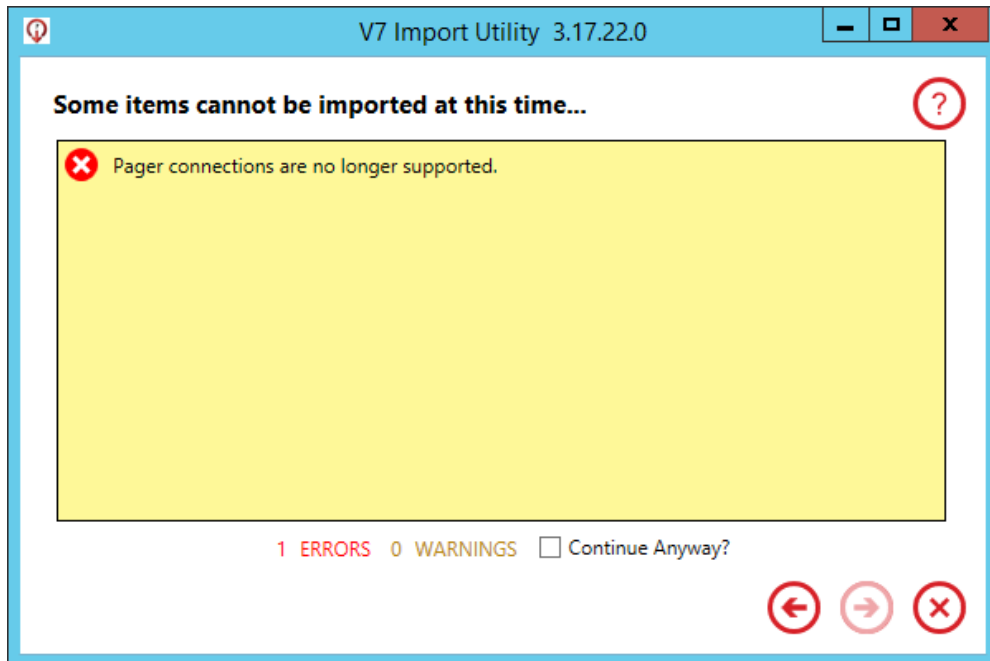 V7 Import Utility 3.17.22.0
Some items cannot be imported at this time...
?
Pager connections are no longer supported.
1 ERRORS 0 WARNINGS Continue Anyway?